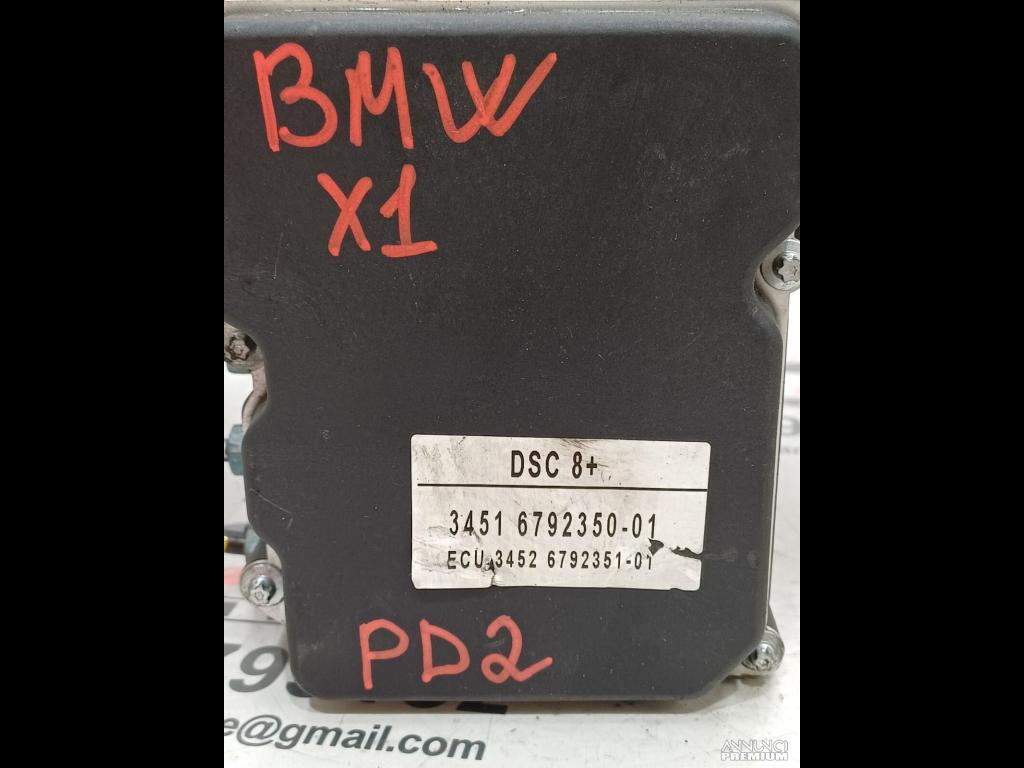 BMW
X1
DSC 8+
3451 6792350-01
ECU 3452 6792351-01
PD2
e@gmail.com
ANNUNCI
PREMIUM